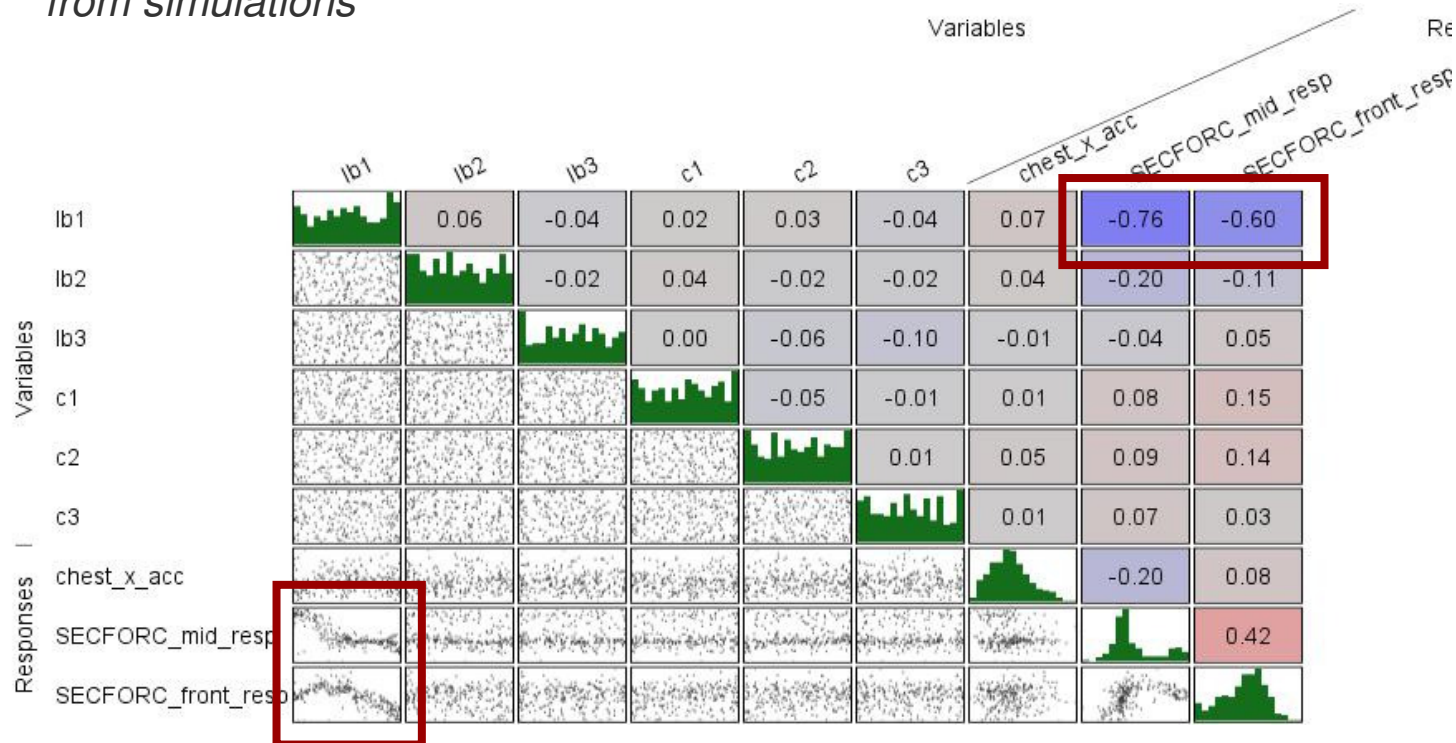 from simulations
Variables Re
lb1 lb2 lb3 c1 c2 c3 chest_x_acc SECFORC_mid_resp SECFORC_front_resp
lb1 0.06 -0.04 0.02 0.03 -0.04 0.07 -0.76 -0.60
lb2 -0.02 0.04 -0.02 -0.02 0.04 -0.20 -0.11
lb3 0.00 -0.06 -0.10 -0.01 -0.04 0.05
c1 -0.05 -0.01 0.01 0.08 0.15
c2 0.01 0.05 0.09 0.14
c3 0.01 0.07 0.03
chest_x_acc -0.20 0.08
SECFORC_mid_resp 0.42
SECFORC_front_resp
Variables
Responses